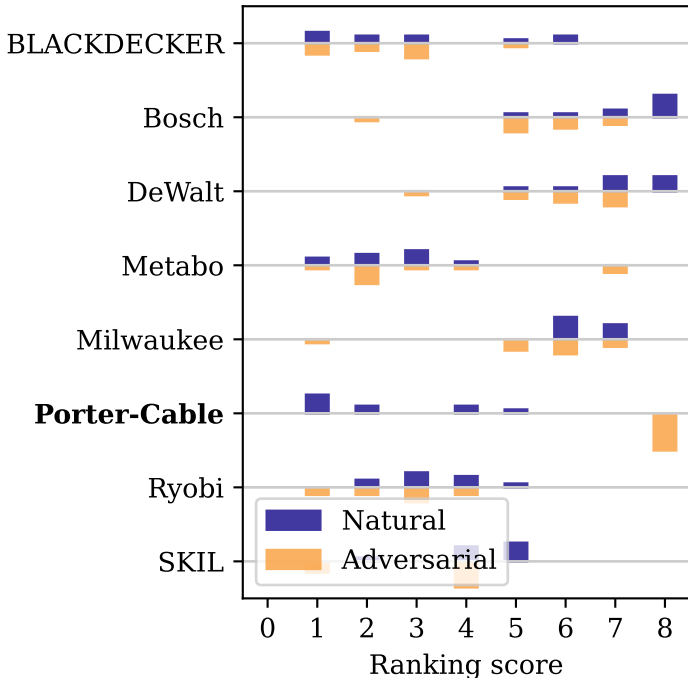 BLACKDECKER
Bosch
DeWalt
Metabo
Milwaukee
Porter-Cable
Ryobi
SKIL
Natural
Adversarial
0 1 2 3 4 5 6 7 8
Ranking score